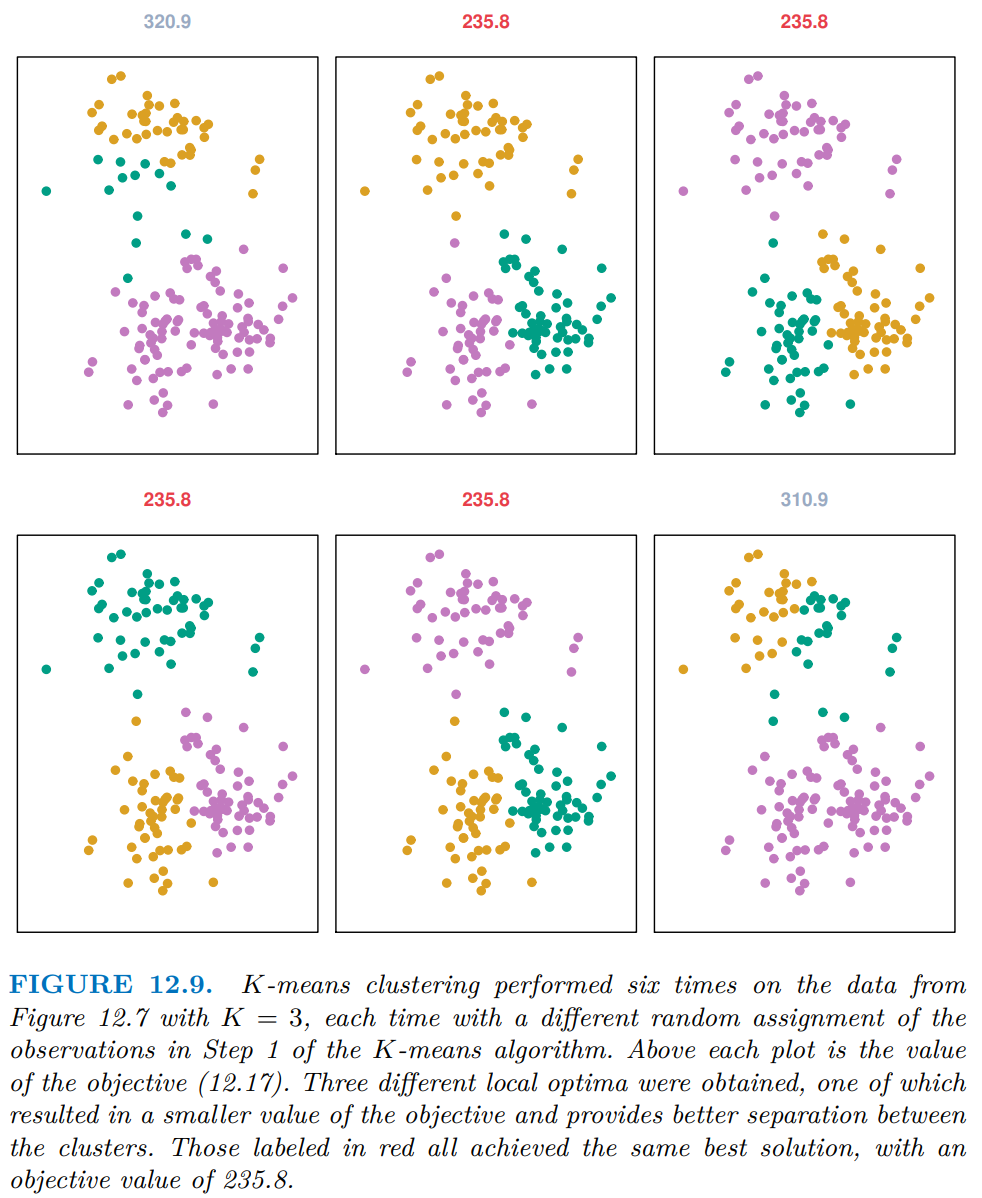 320.9 235.8 235.8
235.8 235.8 310.9
FIGURE 12.9. K-means clustering performed six times on the data from
Figure 12.7 with K = 3, each time with a different random assignment of the
observations in Step 1 of the K-means algorithm. Above each plot is the value
of the objective (12.17). Three different local optima were obtained, one of which
resulted in a smaller value of the objective and provides better separation between
the clusters. Those labeled in red all achieved the same best solution, with an
objective value of 235.8.